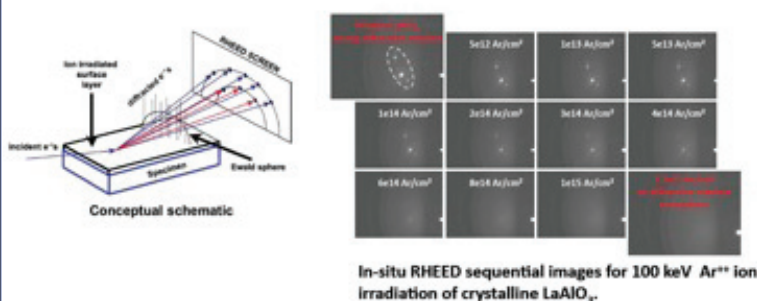 Ion irradiated
surface
layer
diffracted e⁻'s
RHEED SCREEN
incident e⁻'s
Specimen
Ewald sphere
Conceptual schematic
5e12 Ar/cm²
1e13 Ar/cm²
5e13 Ar/cm²
1e14 Ar/cm²
2e14 Ar/cm²
3e14 Ar/cm²
4e14 Ar/cm²
6e14 Ar/cm²
8e14 Ar/cm²
1e15 Ar/cm²
In-situ RHEED sequential images for 100 keV Ar⁺⁺ ion
irradiation of crystalline LaAlO₃.